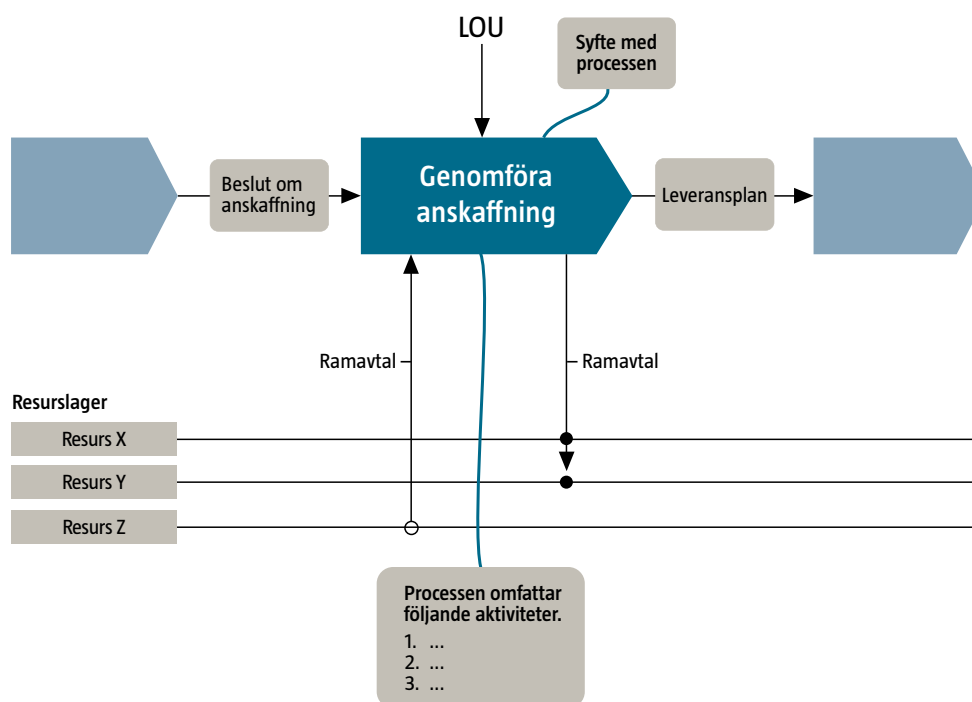 LOU
Syfte med
processen
Beslut om
anskaffning
Genomföra
anskaffning
Leveransplan
Ramavtal
Ramavtal
Resurslager
Resurs X
Resurs Y
Resurs Z
Processen omfattar
följande aktiviteter.
1. ...
2. ...
3. ...